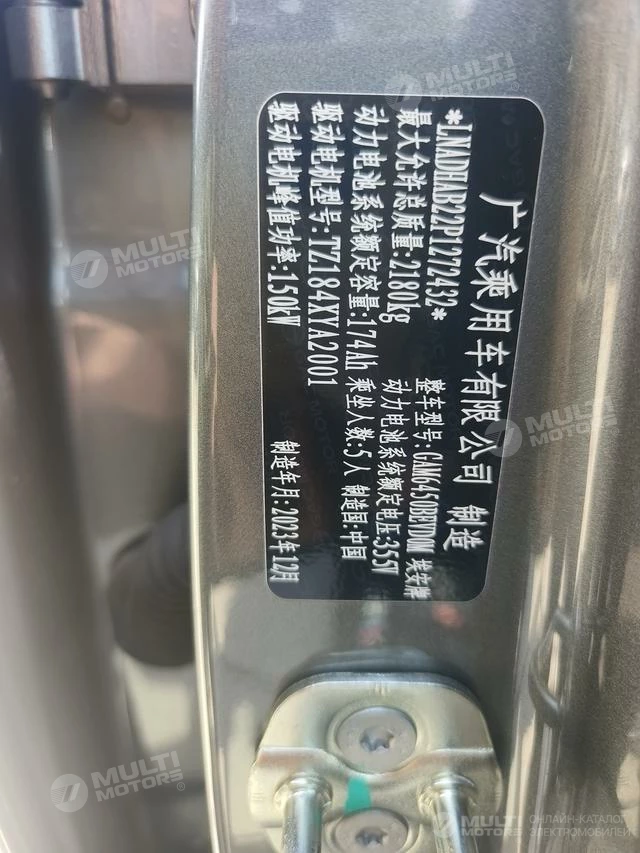 广汽乘用车有限公司 制造
*LNADHAB22P1272432* 整车型号:GAM6450BEVD0M 埃安牌
最大允许总质量:2180kg 动力电池系统额定电压:355V
动力电池系统额定容量:174Ah 乘坐人数:5人 制造国:中国
驱动电机型号:TZ184XYA2001
驱动电机峰值功率:150kW 制造年月:2023年12月
MULTI
MOTORS®
MULTI
MOTORS®
MULTI
MOTORS®
MULTI
MOTORS®
MULTI
MOTORS
ОНЛАЙН-КАТАЛОГ
ЭЛЕКТРОМОБИЛЕЙ